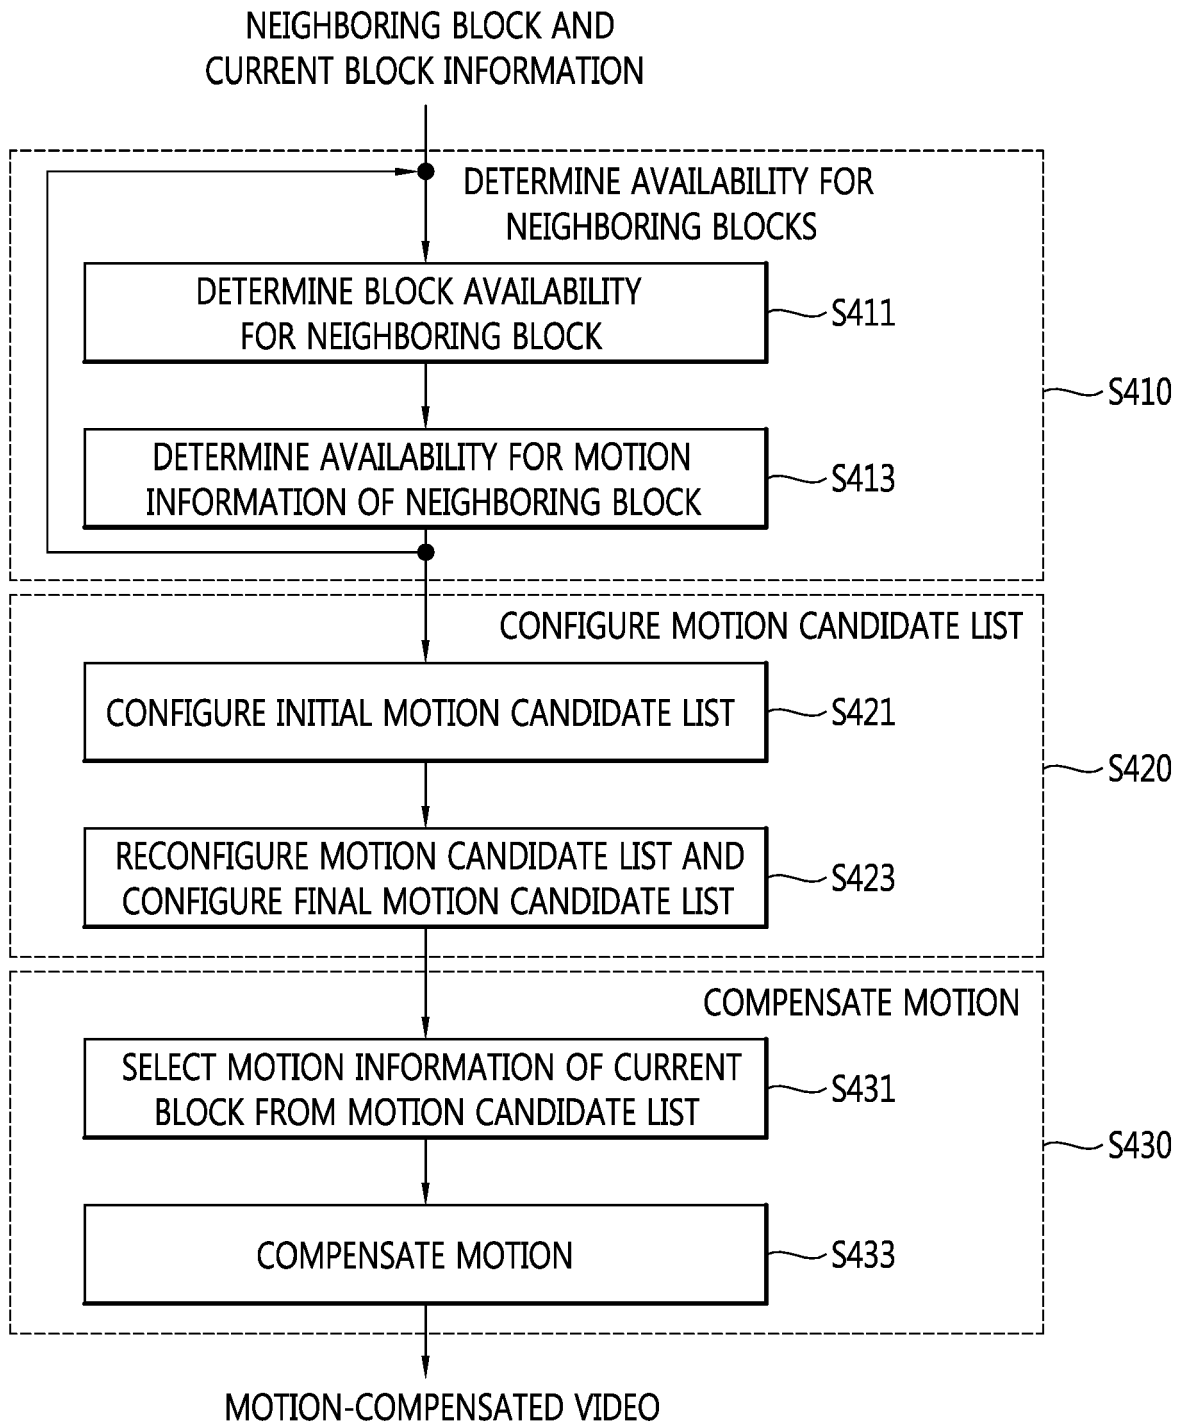 NEIGHBORING BLOCK AND
CURRENT BLOCK INFORMATION
DETERMINE AVAILABILITY FOR
NEIGHBORING BLOCKS
DETERMINE BLOCK AVAILABILITY
FOR NEIGHBORING BLOCK
S411
S410
DETERMINE AVAILABILITY FOR MOTION
INFORMATION OF NEIGHBORING BLOCK
S413
CONFIGURE MOTION CANDIDATE LIST
CONFIGURE INITIAL MOTION CANDIDATE LIST
S421
S420
RECONFIGURE MOTION CANDIDATE LIST AND
CONFIGURE FINAL MOTION CANDIDATE LIST
S423
COMPENSATE MOTION
SELECT MOTION INFORMATION OF CURRENT
BLOCK FROM MOTION CANDIDATE LIST
S431
S430
COMPENSATE MOTION
S433
MOTION-COMPENSATED VIDEO